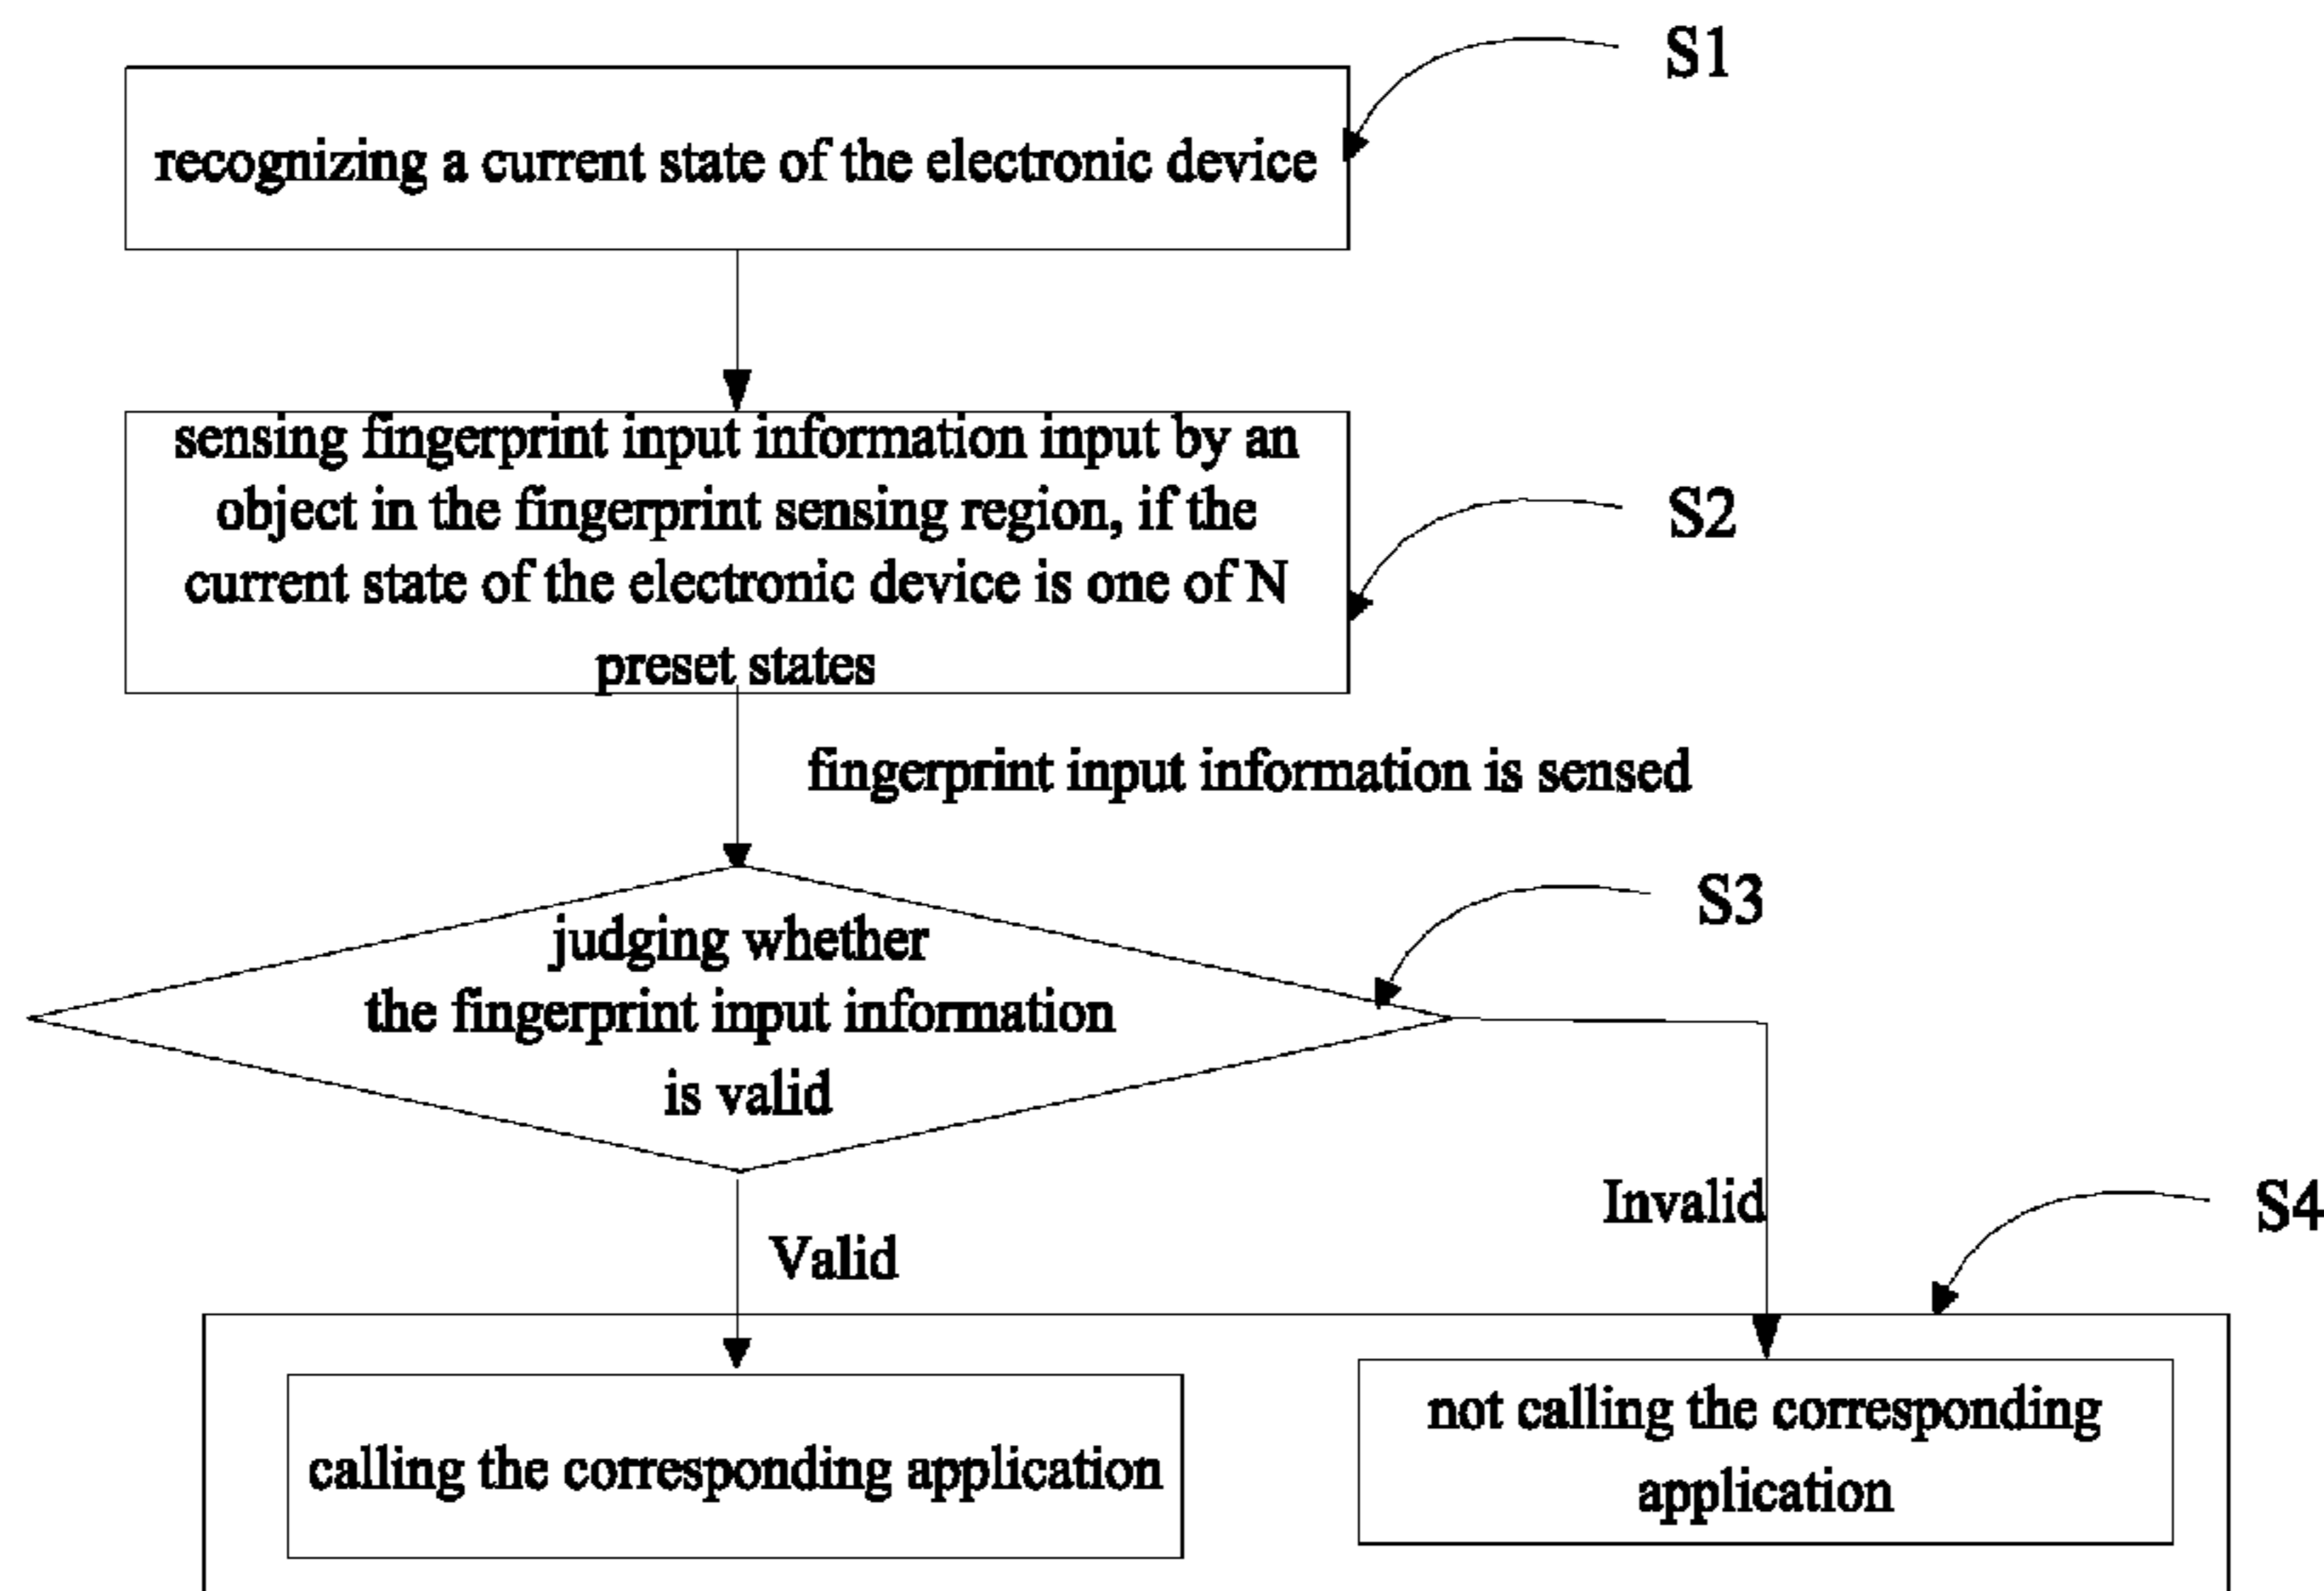 S1
recognizing a current state of the electronic device
sensing fingerprint input information input by an
object in the fingerprint sensing region, if the
current state of the electronic device is one of N
preset states
S2
fingerprint input information is sensed
S3
judging whether
the fingerprint input information
is valid
Invalid
S4
Valid
calling the corresponding application
not calling the corresponding
application